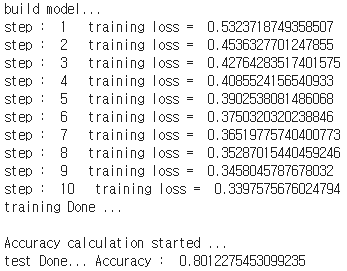 build model...
step :  1   training loss =  0.5323718749358507
step :  2   training loss =  0.4536327701247855
step :  3   training loss =  0.42764283517401575
step :  4   training loss =  0.4085524156540933
step :  5   training loss =  0.3902538081486068
step :  6   training loss =  0.3750320320238846
step :  7   training loss =  0.36519775740400773
step :  8   training loss =  0.35287015440459246
step :  9   training loss =  0.3458045787678032
step :  10   training loss =  0.3397575676024794
training Done ...
Accuracy calculation started ...
test Done... Accuracy :  0.8012275453099235